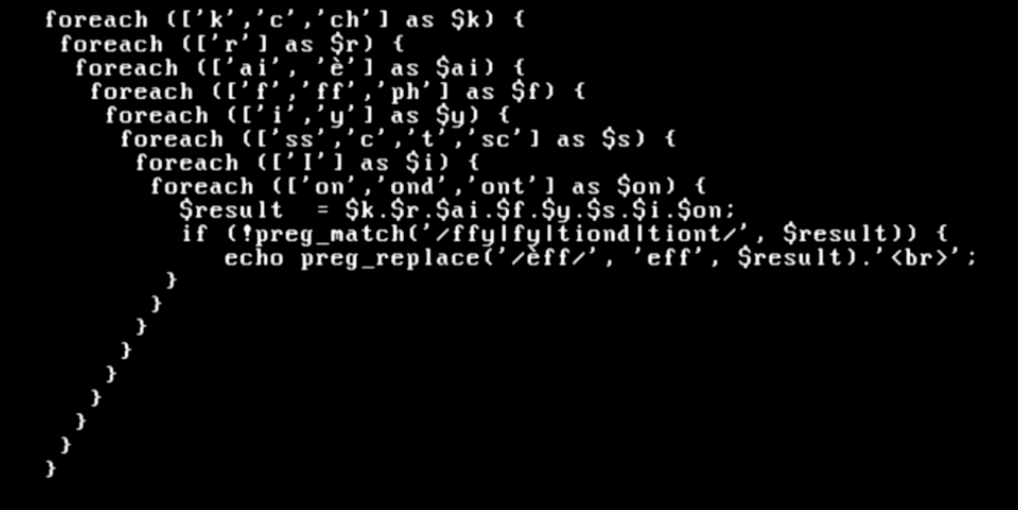 foreach (['k','c','ch'] as $k) {
foreach (['r'] as $r) {
foreach (['ai', 'è'] as $ai) {
foreach (['f','ff','ph'] as $f) {
foreach (['i','y'] as $y) {
foreach (['ss','c','t','sc'] as $s) {
foreach (['I'] as $i) {
foreach (['on','ond','ont'] as $on) {
$result = $k.$r.$ai.$f.$y.$s.$i.$on;
if (!preg_match('/ffy|fy|tiond|tiont/', $result)) {
echo preg_replace('/èff/', 'eff', $result).'<br>';
}
}
}
}
}
}
}
}
}